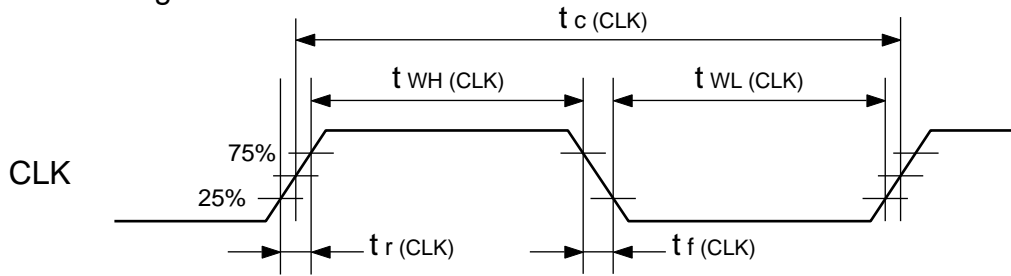 t c (CLK)
t WH (CLK)
t WL (CLK)
75%
CLK
25%
t r (CLK)
t f (CLK)